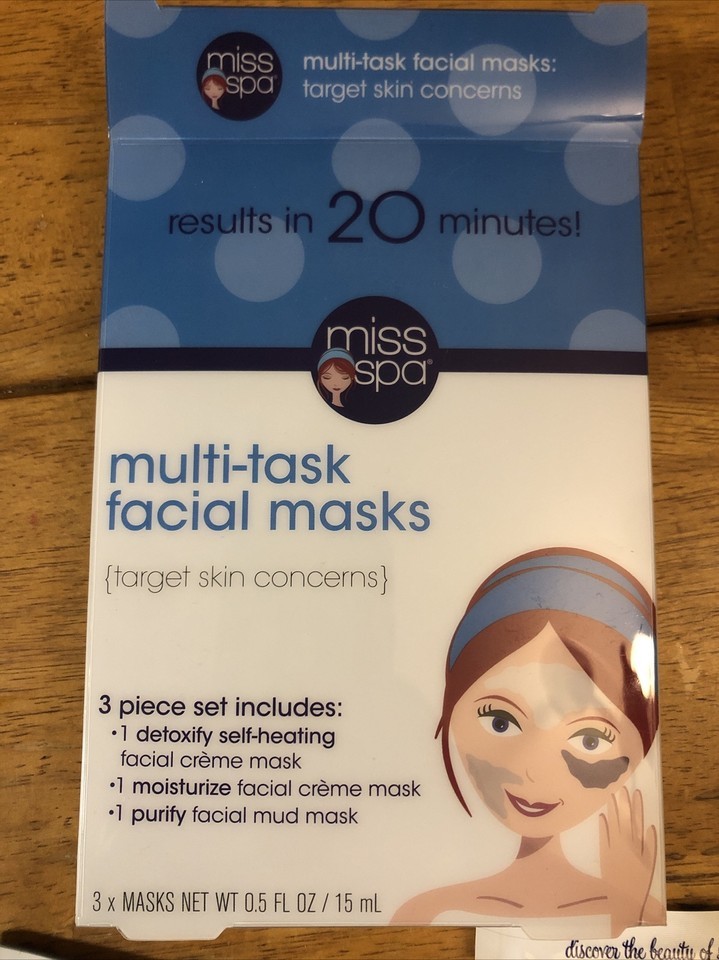 miss
spa®
multi-task facial masks:
target skin concerns
results in 20 minutes!
miss
spa®
multi-task
facial masks
{target skin concerns}
3 piece set includes:
•1 detoxify self-heating
facial crème mask
•1 moisturize facial crème mask
•1 purify facial mud mask
3 x MASKS NET WT 0.5 FL OZ / 15 mL
discover the beauty of